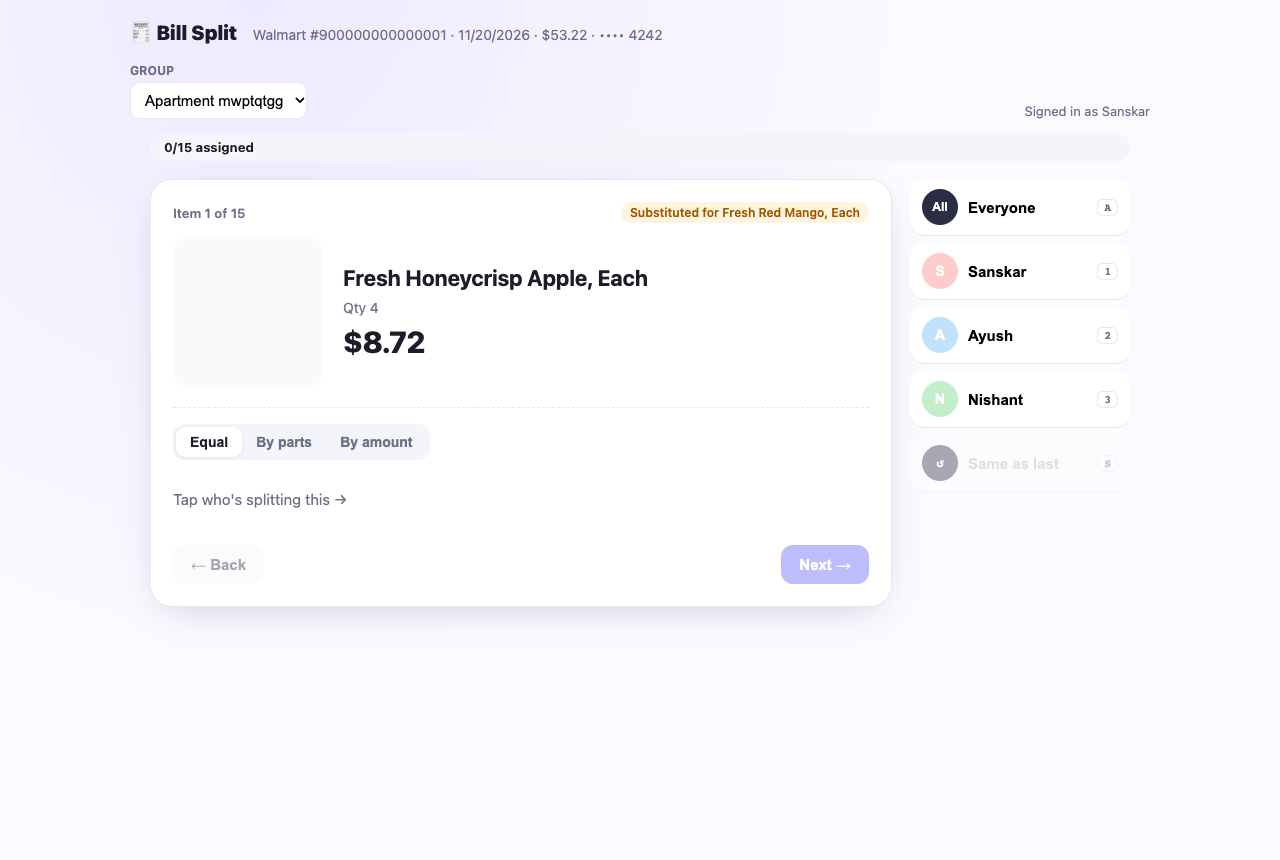 Bill Split Walmart #900000000000001 · 11/20/2026 · $53.22 · •••• 4242
GROUP
Apartment mwptqtgg
Signed in as Sanskar
0/15 assigned
Item 1 of 15
Substituted for Fresh Red Mango, Each
Fresh Honeycrisp Apple, Each
Qty 4
$8.72
Equal By parts By amount
Tap who's splitting this →
← Back
Next →
All Everyone A
S Sanskar 1
A Ayush 2
N Nishant 3
↺ Same as last S